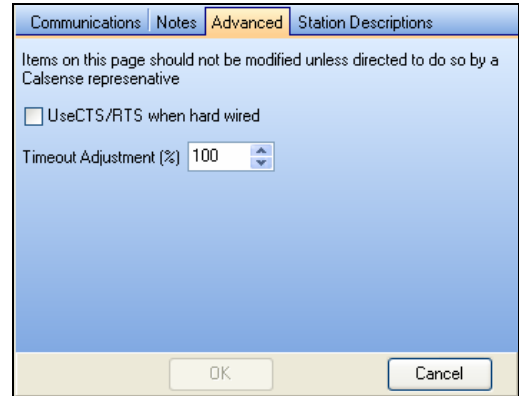 Communications Notes Advanced Station Descriptions
Items on this page should not be modified unless directed to do so by a
Calsense represenative
UseCTS/RTS when hard wired
Timeout Adjustment (%) 100
OK Cancel